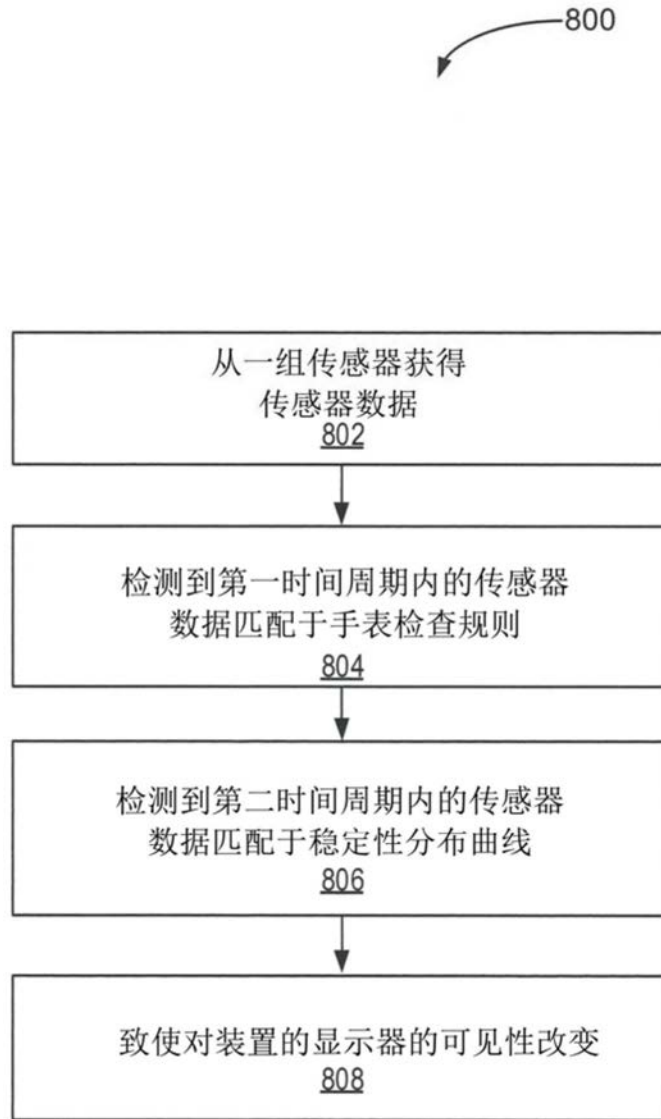 800
从一组传感器获得
传感器数据
802
检测到第一时间周期内的传感器
数据匹配于手表检查规则
804
检测到第二时间周期内的传感器
数据匹配于稳定性分布曲线
806
致使对装置的显示器的可见性改变
808